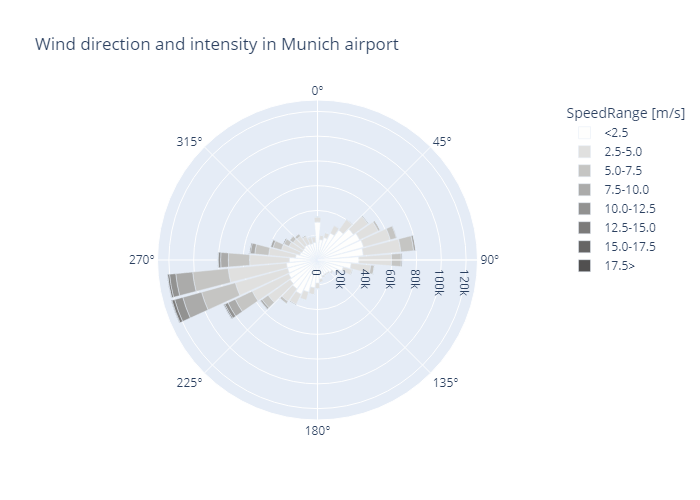 Wind direction and intensity in Munich airport
0°
45°
90°
135°
180°
225°
270°
315°
0
20k
40k
60k
80k
100k
120k
SpeedRange [m/s]
<2.5
2.5-5.0
5.0-7.5
7.5-10.0
10.0-12.5
12.5-15.0
15.0-17.5
17.5>